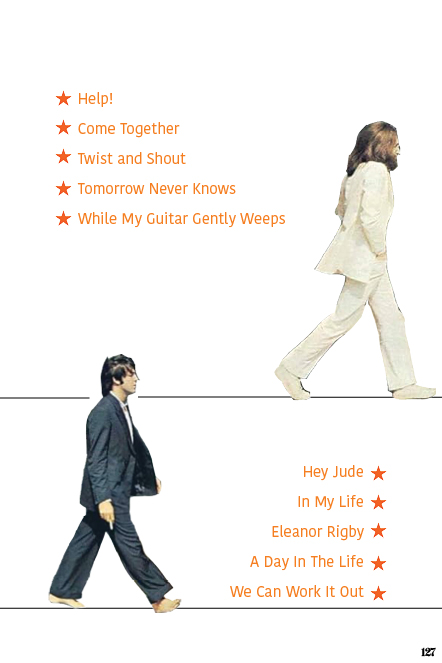 Help!
Come Together
Twist and Shout
Tomorrow Never Knows
While My Guitar Gently Weeps
Hey Jude
In My Life
Eleanor Rigby
A Day In The Life
We Can Work It Out
127